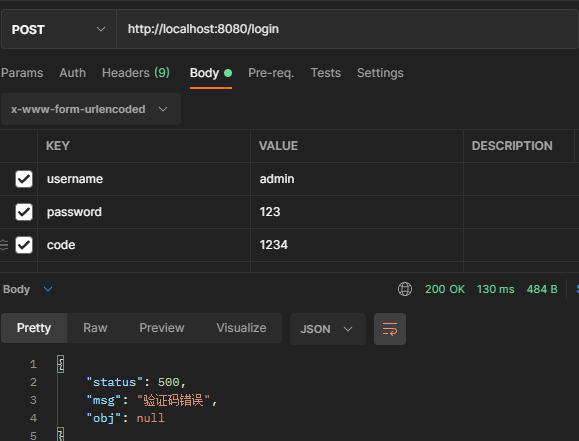 POST http://localhost:8080/login
Params Auth Headers (9) Body Pre-req. Tests Settings
x-www-form-urlencoded
KEY VALUE DESCRIPTION
username admin
password 123
code 1234
Body 200 OK 130 ms 484 B
Pretty Raw Preview Visualize JSON
1 {
2 "status": 500,
3 "msg": "验证码错误",
4 "obj": null
5 }